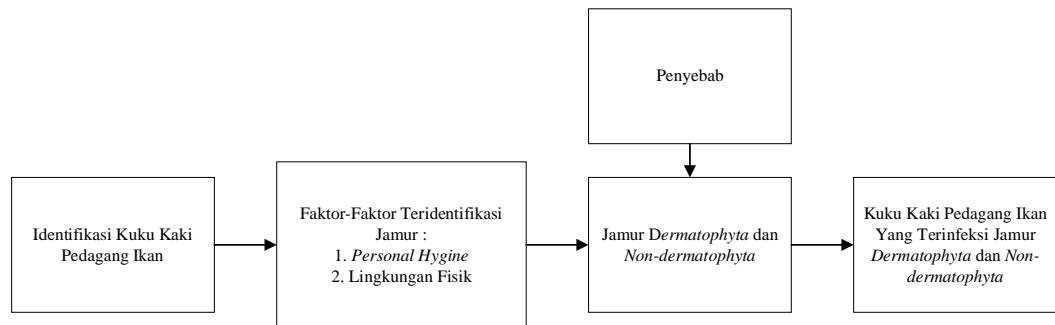 Penyebab
Identifikasi Kuku Kaki
Pedagang Ikan
Faktor-Faktor Teridentifikasi
Jamur :
1. Personal Hygine
2. Lingkungan Fisik
Jamur Dermatophyta dan
Non-dermatophyta
Kuku Kaki Pedagang Ikan
Yang Terinfeksi Jamur
Dermatophyta dan Non-
dermatophyta